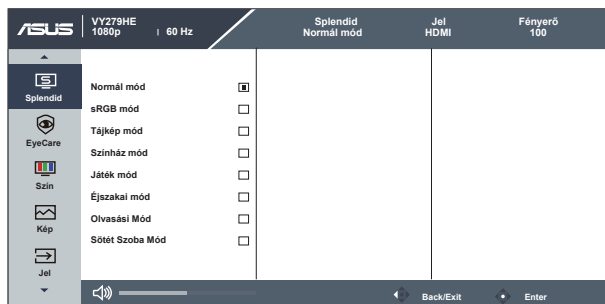 ASUS
VY279HE
1080p | 60 Hz
Splendid
Normál mód
Jel
HDMI
Fényerő
100
Splendid
EyeCare
Szín
Kép
Jel
Normál mód
sRGB mód
Tájkép mód
Színház mód
Játék mód
Éjszakai mód
Olvasási Mód
Sötét Szoba Mód
Back/Exit
Enter